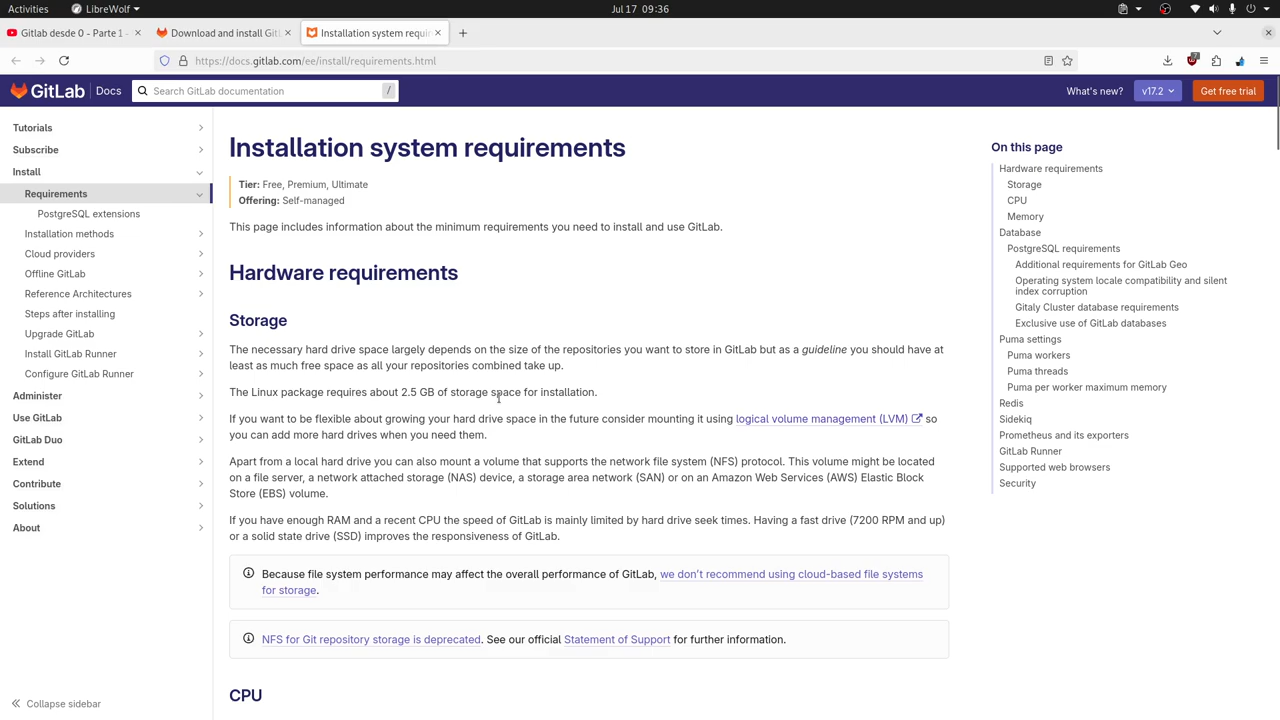 Activities
LibreWolf
Jul 17 09:36
Gitlab desde 0 - Parte 1 -
Download and install GitL
Installation system requir
https://docs.gitlab.com/ee/install/requirements.html
7
GitLab Docs
Search GitLab documentation /
What's new?
v17.2
Get free trial
Tutorials
Subscribe
Install
Requirements
PostgreSQL extensions
Installation methods
Cloud providers
Offline GitLab
Reference Architectures
Steps after installing
Upgrade GitLab
Install GitLab Runner
Configure GitLab Runner
Administer
Use GitLab
GitLab Duo
Extend
Contribute
Solutions
About
Collapse sidebar
Installation system requirements
Tier: Free, Premium, Ultimate
Offering: Self-managed
This page includes information about the minimum requirements you need to install and use GitLab.
Hardware requirements
Storage
The necessary hard drive space largely depends on the size of the repositories you want to store in GitLab but as a guideline you should have at
least as much free space as all your repositories combined take up.
The Linux package requires about 2.5 GB of storage space for installation.
If you want to be flexible about growing your hard drive space in the future consider mounting it using logical volume management (LVM) so
you can add more hard drives when you need them.
Apart from a local hard drive you can also mount a volume that supports the network file system (NFS) protocol. This volume might be located
on a file server, a network attached storage (NAS) device, a storage area network (SAN) or on an Amazon Web Services (AWS) Elastic Block
Store (EBS) volume.
If you have enough RAM and a recent CPU the speed of GitLab is mainly limited by hard drive seek times. Having a fast drive (7200 RPM and up)
or a solid state drive (SSD) improves the responsiveness of GitLab.
Because file system performance may affect the overall performance of GitLab, we don't recommend using cloud-based file systems
for storage.
NFS for Git repository storage is deprecated. See our official Statement of Support for further information.
CPU
On this page
Hardware requirements
Storage
CPU
Memory
Database
PostgreSQL requirements
Additional requirements for GitLab Geo
Operating system locale compatibility and silent
index corruption
Gitaly Cluster database requirements
Exclusive use of GitLab databases
Puma settings
Puma workers
Puma threads
Puma per worker maximum memory
Redis
Sidekiq
Prometheus and its exporters
GitLab Runner
Supported web browsers
Security